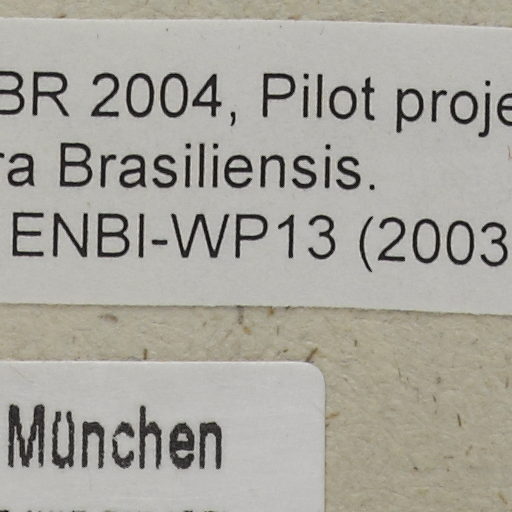 BR 2004, Pilot proje
ra Brasiliensis.
ENBI-WP13 (2003
München